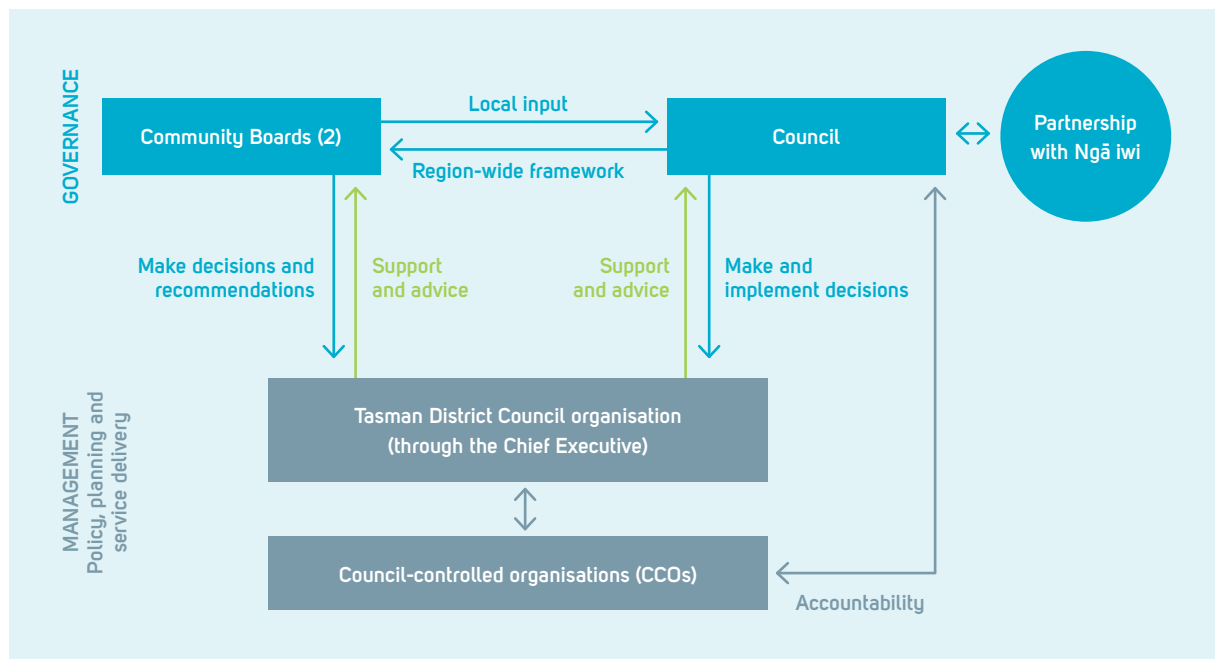 GOVERNANCE
Community Boards (2)
Local input
Region-wide framework
Council
Partnership
with Ngā iwi
Make decisions and
recommendations
Support
and advice
Support
and advice
Make and
implement decisions
MANAGEMENT
Policy, planning and
service delivery
Tasman District Council organisation
(through the Chief Executive)
Council-controlled organisations (CCOs)
Accountability